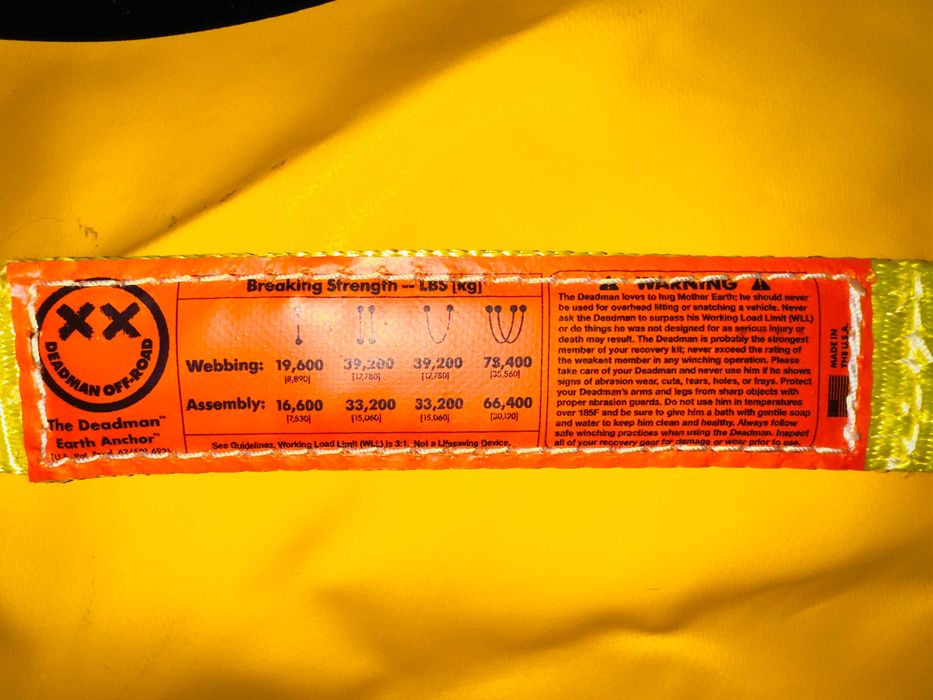 XX
DEADMAN OFF-ROAD
The Deadman™
Earth Anchor™
Breaking Strength -- LBS [kg]
Webbing: 19,600 39,200 39,200 78,400
[8,890] [17,780] [17,780] [35,560]
Assembly: 16,600 33,200 33,200 66,400
[7,530] [15,060] [15,060] [30,120]
See Guidelines, Working Load Limit (WLL) is 3:1. Not a Lifesaving Device.
WARNING
The Deadman loves to hug Mother Earth; he should never
be used for overhead lifting or snatching a vehicle. Never
ask the Deadman to surpass his Working Load Limit (WLL)
or do things he was not designed for as serious injury or
death may result. The Deadman is probably the strongest
member of your recovery kit; never exceed the rating of
the weakest member in any winching operation. Please
take care of your Deadman and never use him if he shows
signs of abrasion wear, cuts, tears, holes, or frays. Protect
your Deadman's arms and legs from sharp objects with
proper abrasion guards. Do not use him in temperatures
over 185F and be sure to give him a bath with gentle soap
and water to keep him clean and healthy. Always follow
safe winching practices when using the Deadman. Inspect
all of your recovery gear for damage or wear prior to use.
MADE IN
THE U.S.A.